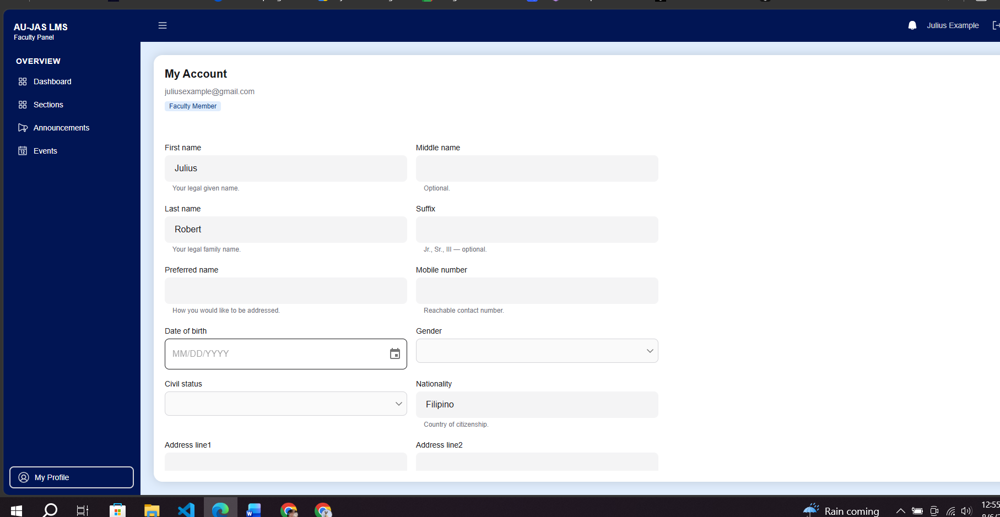 AU-JAS LMS
Faculty Panel
Julius Example
OVERVIEW
Dashboard
Sections
Announcements
Events
My Profile
My Account
juliusexample@gmail.com
Faculty Member
First name
Middle name
Julius
Your legal given name.
Optional.
Last name
Suffix
Robert
Your legal family name.
Jr., Sr., III — optional.
Preferred name
Mobile number
How you would like to be addressed.
Reachable contact number.
Date of birth
Gender
MM/DD/YYYY
Civil status
Nationality
Filipino
Country of citizenship.
Address line1
Address line2
Rain coming
12:55